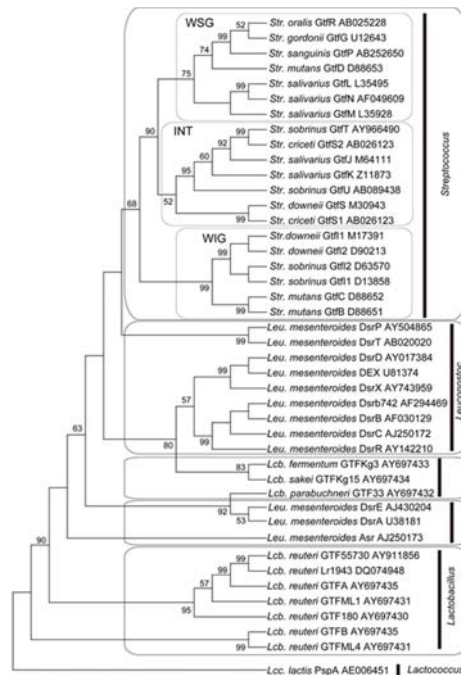 WSG
52
Str. oralis GtfR AB025228
99
Str. gordonii GtfG U12643
74
Str. sanguinis GtfP AB252650
75
Str. mutans GtfD D88653
Str. salivarius GtfL L35495
99
Str. salivarius GtfN AF049609
Str. salivarius GtfM L35928
90
INT
99
Str. sobrinus GtfT AY966490
92
Str. criceti GtfS2 AB026123
60
Str. salivarius GtfJ M64111
95
Str. salivarius GtfK Z11873
Str. sobrinus GtfU AB089438
52
Str. downeii GtfS M30943
99
Str. criceti GtfS1 AB026123
Streptococcus
68
WIG
Str.downeii GtfI1 M17391
99
Str. downeii GtfI2 D90213
Str. sobrinus GtfI2 D63570
99
Str. sobrinus GtfI1 D13858
99
Str. mutans GtfC D88652
99
Str. mutans GtfB D88651
Leu. mesenteroides DsrP AY504865
99
Leu. mesenteroides DsrT AB020020
Leu. mesenteroides DsrD AY017384
99
Leu. mesenteroides DEX U81374
57
Leu. mesenteroides DsrX AY743959
Leu. mesenteroides Dsrb742 AF294469
Leu. mesenteroides DsrB AF030129
99
Leu. mesenteroides DsrC AJ250172
Leu. mesenteroides DsrR AY142210
Leuconostoc
63
80
83
Lcb. fermentum GTFKg3 AY697433
Lcb. sakei GTFKg15 AY697434
Lcb. parabuchneri GTF33 AY697432
92
Leu. mesenteroides DsrE AJ430204
53
Leu. mesenteroides DsrA U38181
Leu. mesenteroides Asr AJ250173
90
Lcb. reuteri GTF55730 AY911856
99
Lcb. reuteri Lr1943 DQ074948
99
57
Lcb. reuteri GTFA AY697435
Lcb. reuteri GTFML1 AY697431
95
Lcb. reuteri GTF180 AY697430
Lcb. reuteri GTFB AY697435
99
Lcb. reuteri GTFML4 AY697431
Lactobacillus
Lcc. lactis PspA AE006451
Lactococcus